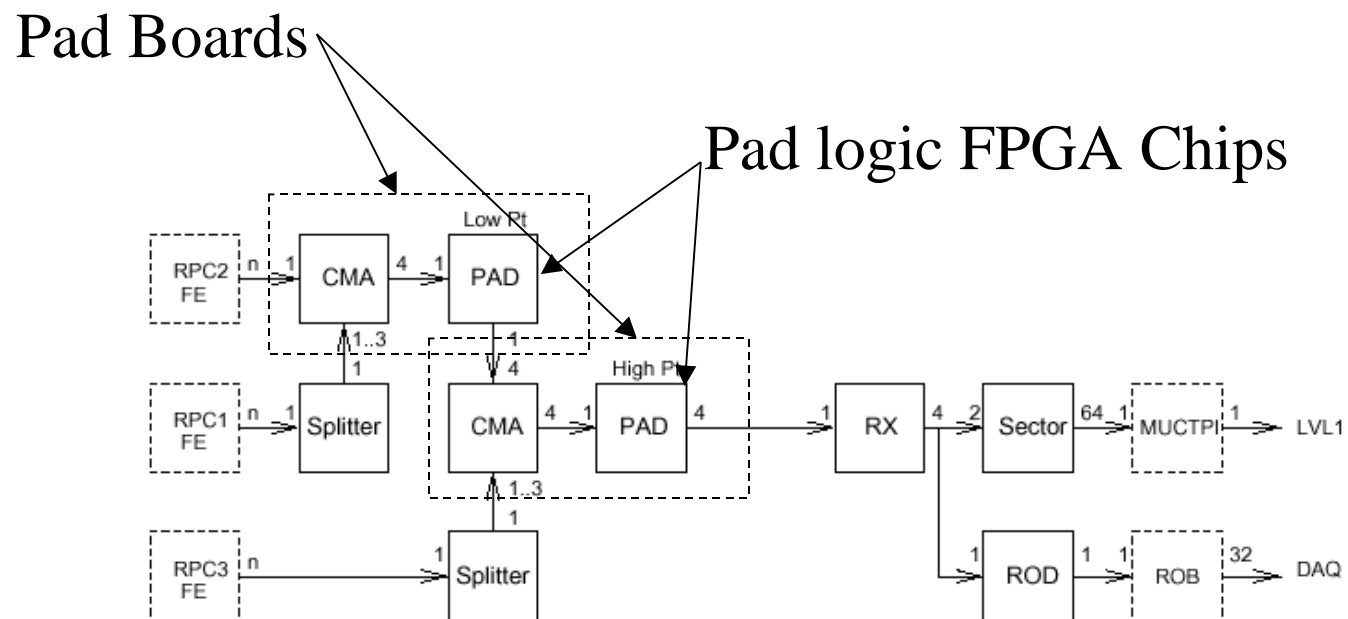 Pad Boards
Pad logic FPGA Chips
Low Pt
RPC2 n 1 CMA 4 1 PAD
FE
1..3 1
1 High Pt
4
RPC1 n 1 Splitter CMA 4 1 PAD 4 1 RX 4 2 Sector 64 1 MUCTPI 1 LVL1
FE
1..3
1
RPC3 n 1 Splitter 1 ROD 1 1 ROB 32 DAQ
FE